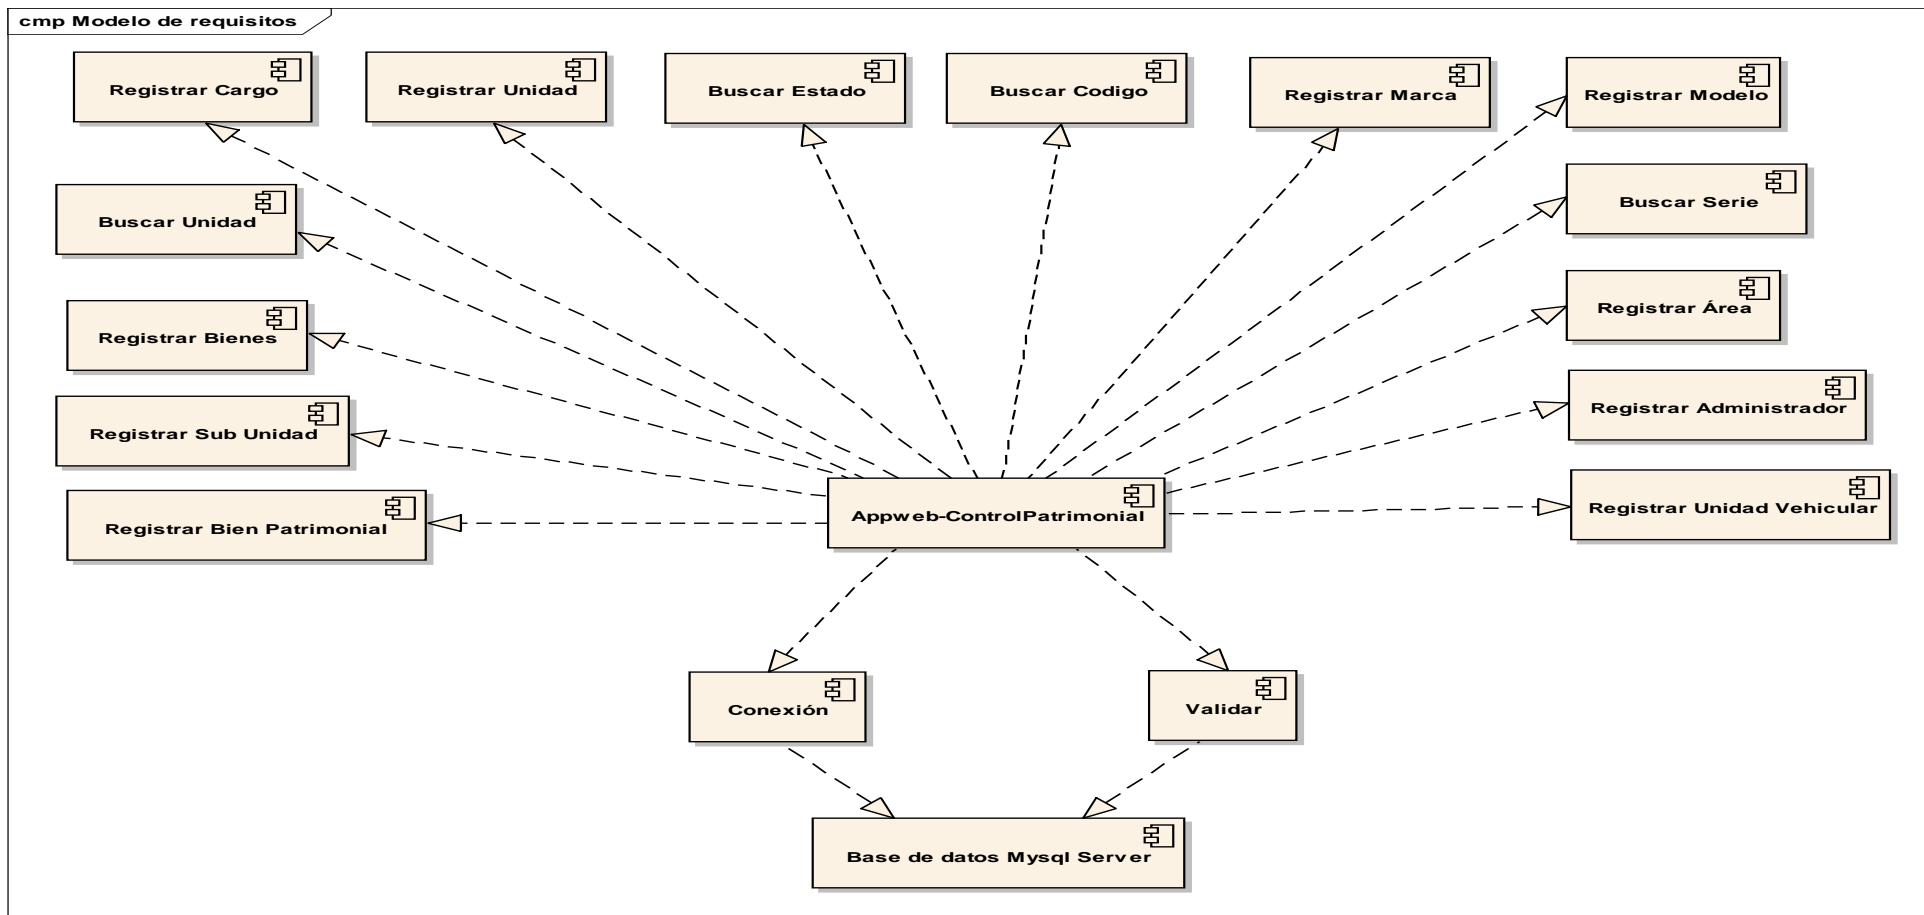 cmp Modelo de requisitos
Registrar Cargo
Registrar Unidad
Buscar Estado
Buscar Codigo
Registrar Marca
Registrar Modelo
Buscar Unidad
Buscar Serie
Registrar Bienes
Registrar Área
Registrar Sub Unidad
Registrar Administrador
Registrar Bien Patrimonial
Appweb-ControlPatrimonial
Registrar Unidad Vehicular
Conexión
Validar
Base de datos Mysql Server